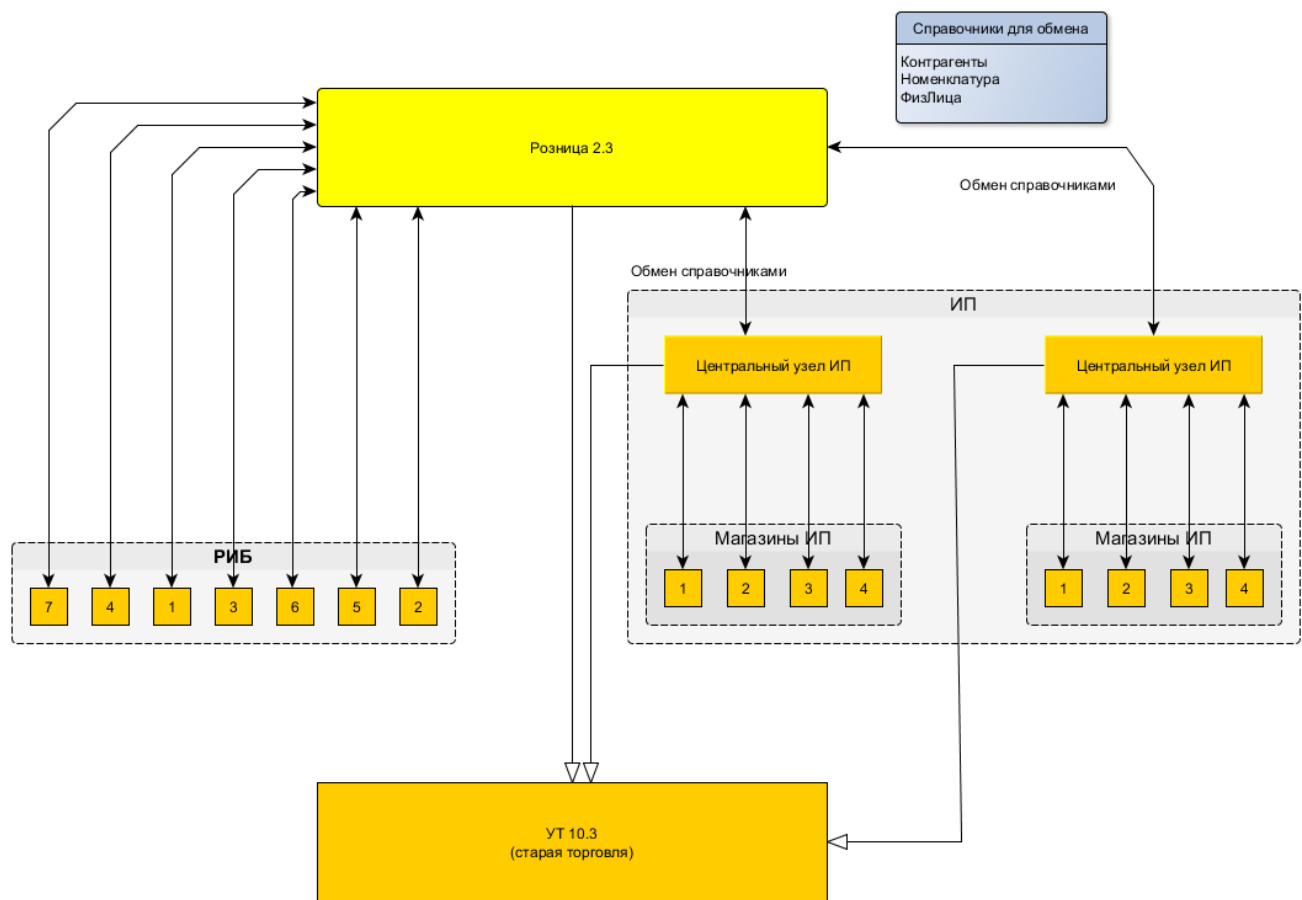 Справочники для обмена
Контрагенты
Номенклатура
ФизЛица
Розница 2.3
Обмен справочниками
Обмен справочниками
ИП
Центральный узел ИП
Центральный узел ИП
РИБ
Магазины ИП
Магазины ИП
7
4
1
3
6
5
2
1
2
3
4
1
2
3
4
УТ 10.3
(старая торговля)